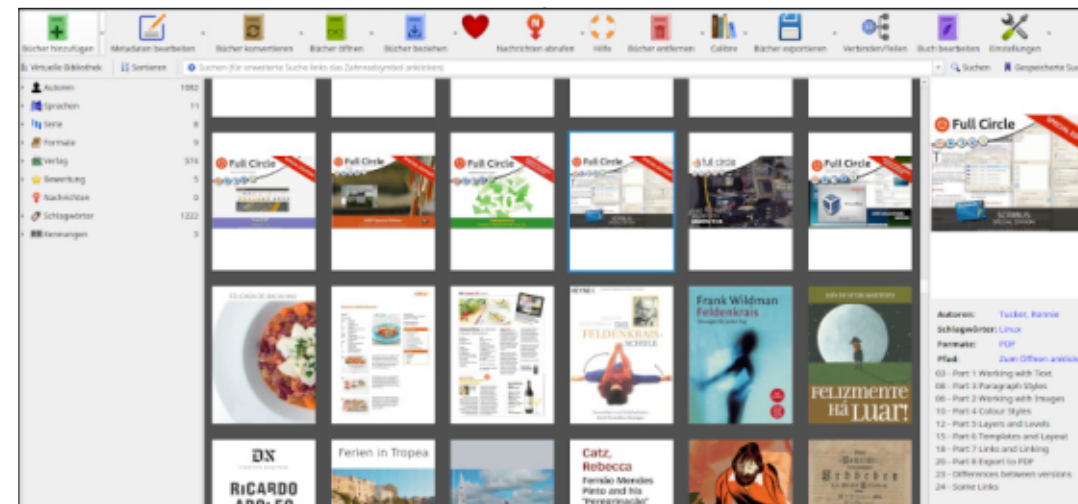 Bücher hinzufügen
Metadaten bearbeiten
Bücher konvertieren
Bücher öffnen
Bücher beziehen
Nachrichten abrufen
Hilfe
Bücher entfernen
Calibre
Bücher exportieren
Verbinden/Teilen
Buch bearbeiten
Einstellungen
Virtuelle Bibliothek
Sortieren
Suchen (für erweiterte Suche links das Zahnradsymbol anklicken)
Suchen
Gespeicherte Suc
Autoren 1082
Sprachen 11
Serie 8
Formate 9
Verlag 574
Bewertung 5
Nachrichten 0
Schlagwörter 1222
Kennungen 3
Full Circle
Full Circle
Full Circle
50
Full Circle
full circle
Full Circle
FELDENKRAIS-
SCHULE
Frank Wildman
Feldenkrais
FELIZMENTE
HÁ LUAR!
DN
RICARDO
ADOLFO
Ferien in Tropea
Catz,
Rebecca
Fernão Mendes
Pinto and his
"Peregrinação"
Full Circle
SPECIAL EDI
SCRIBUS
SPECIAL EDITION
Autoren: Tucker, Ronnie
Schlagwörter: Linux
Formate: PDF
Pfad: Zum Öffnen anklick
03 - Part 1 Working with Text
08 - Part 3 Paragraph Styles
06 - Part 2 Working with Images
10 - Part 4 Colour Styles
12 - Part 5 Layers and Levels
15 - Part 6 Templates and Layout
18 - Part 7 Links and Linking
20 - Part 8 Export to PDF
23 - Differences between versions
24 - Some Links